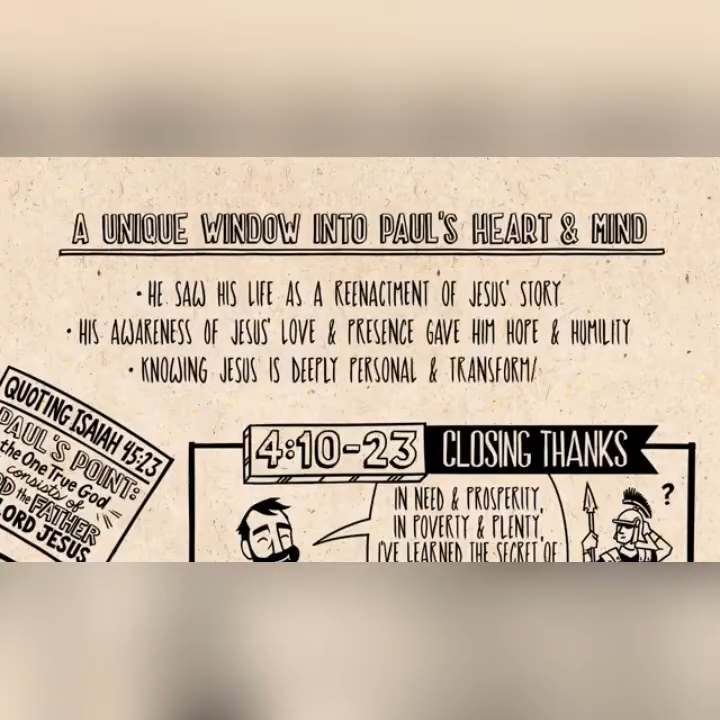 A UNIQUE WINDOW INTO PAUL'S HEART & MIND
• HE SAW HIS LIFE AS A REENACTMENT OF JESUS' STORY
• HIS AWARENESS OF JESUS' LOVE & PRESENCE GAVE HIM HOPE & HUMILITY
• KNOWING JESUS IS DEEPLY PERSONAL & TRANSFORM
QUOTING ISAIAH 45:23
PAUL'S POINT:
the One True God
consists of
the FATHER
LORD JESUS
4:10-23 CLOSING THANKS
IN NEED & PROSPERITY,
IN POVERTY & PLENTY,
I'VE LEARNED THE SECRET OF
?